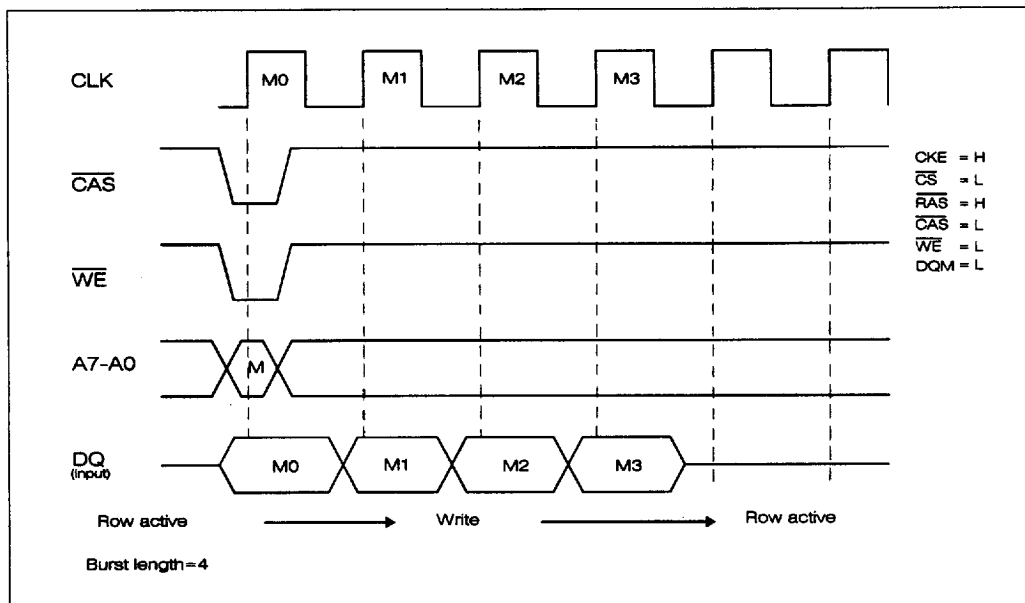 CLK M0 M1 M2 M3
CAS
WE
A7-A0 M
DQ M0 M1 M2 M3
(input)
CKE = H
CS = L
RAS = H
CAS = L
WE = L
DQM = L
Row active Write Row active
Burst length=4